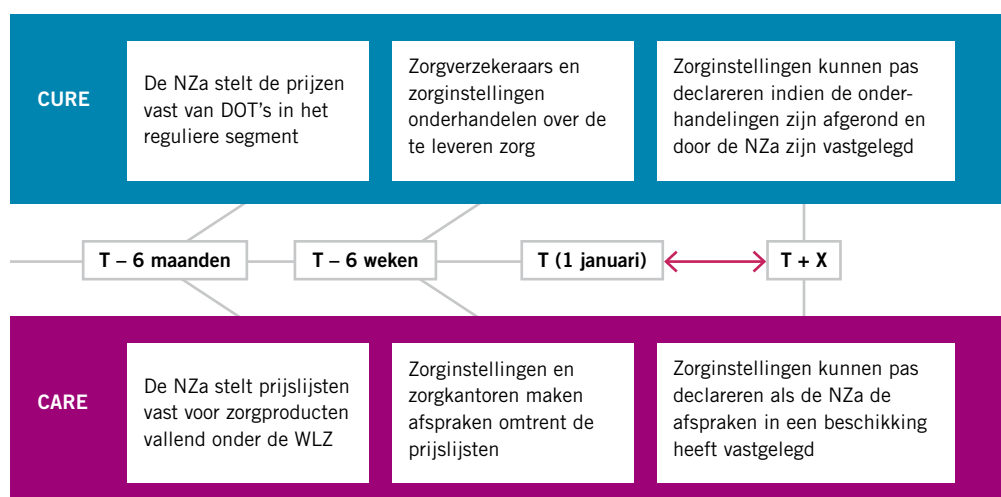 CURE
De NZa stelt de prijzen
vast van DOT's in het
reguliere segment
Zorgverzekeraars en
zorginstellingen
onderhandelen over de
te leveren zorg
Zorginstellingen kunnen pas
declareren indien de onder-
handelingen zijn afgerond en
door de NZa zijn vastgelegd
T – 6 maanden
T – 6 weken
T (1 januari)
T + X
CARE
De NZa stelt prijslijsten
vast voor zorgproducten
vallend onder de WLZ
Zorginstellingen en
zorgkantoren maken
afspraken omtrent de
prijslijsten
Zorginstellingen kunnen pas
declareren als de NZa de
afspraken in een beschikking
heeft vastgelegd